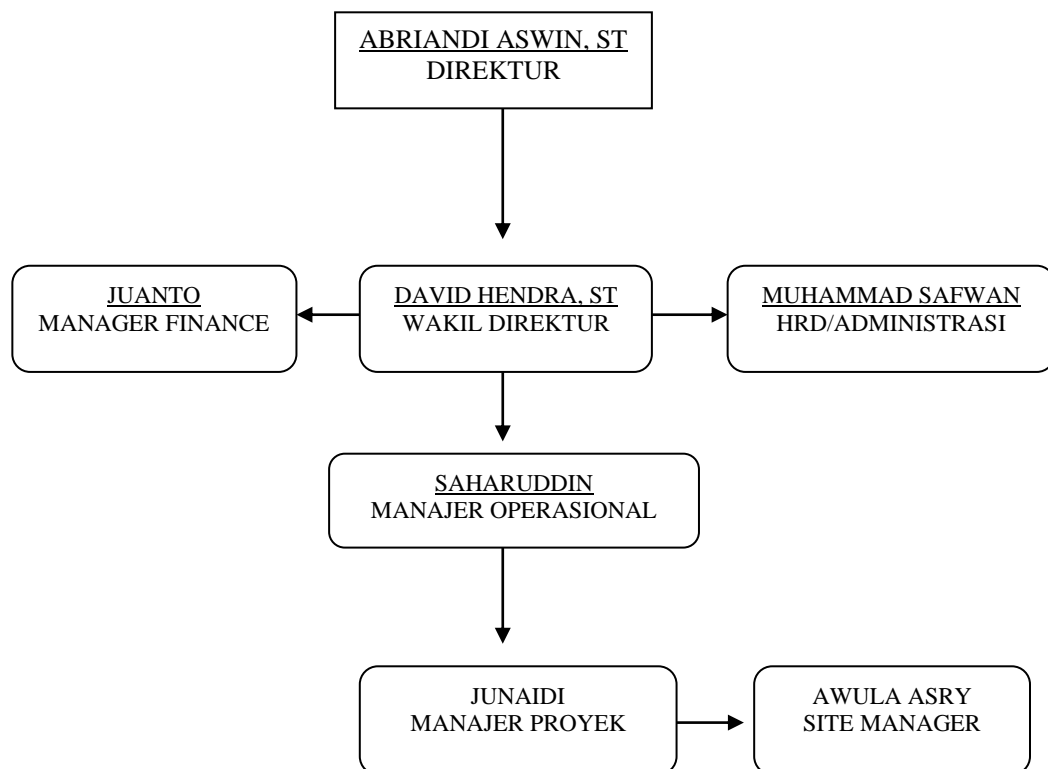 ABRIANDI ASWIN, ST
DIREKTUR
JUANTO
MANAGER FINANCE
DAVID HENDRA, ST
WAKIL DIREKTUR
MUHAMMAD SAFWAN
HRD/ADMINISTRASI
SAHARUDDIN
MANAJER OPERASIONAL
JUNAIDI
MANAJER PROYEK
AWULA ASRY
SITE MANAGER